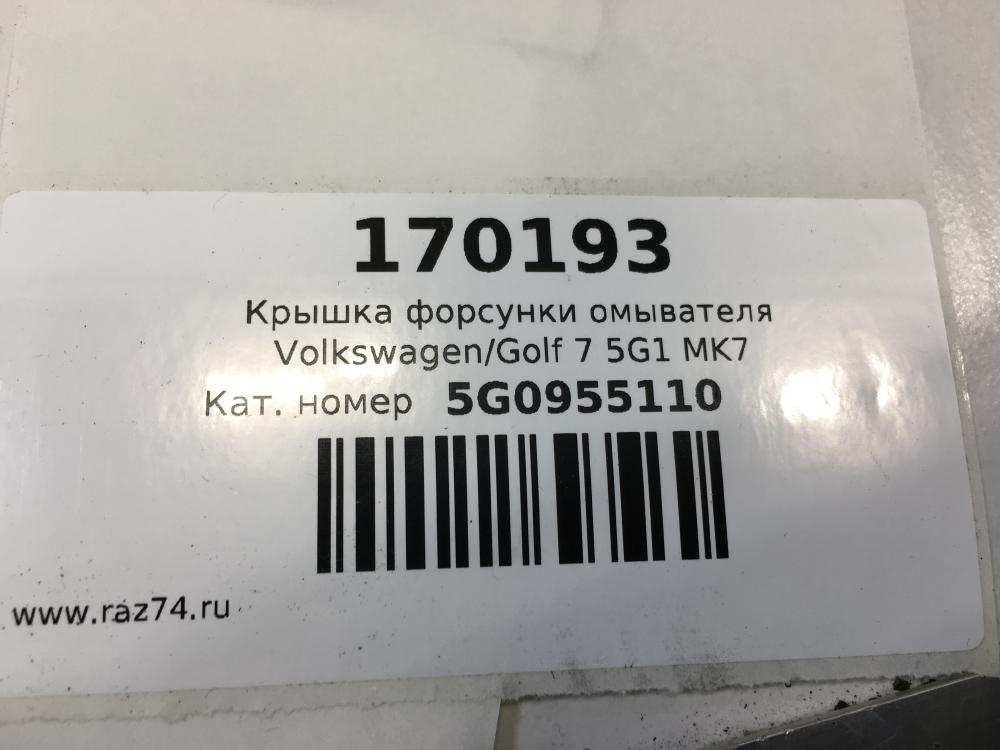 170193
Крышка форсунки омывателя
Volkswagen/Golf 7 5G1 MK7
Кат. номер 5G0955110
www.raz74.ru